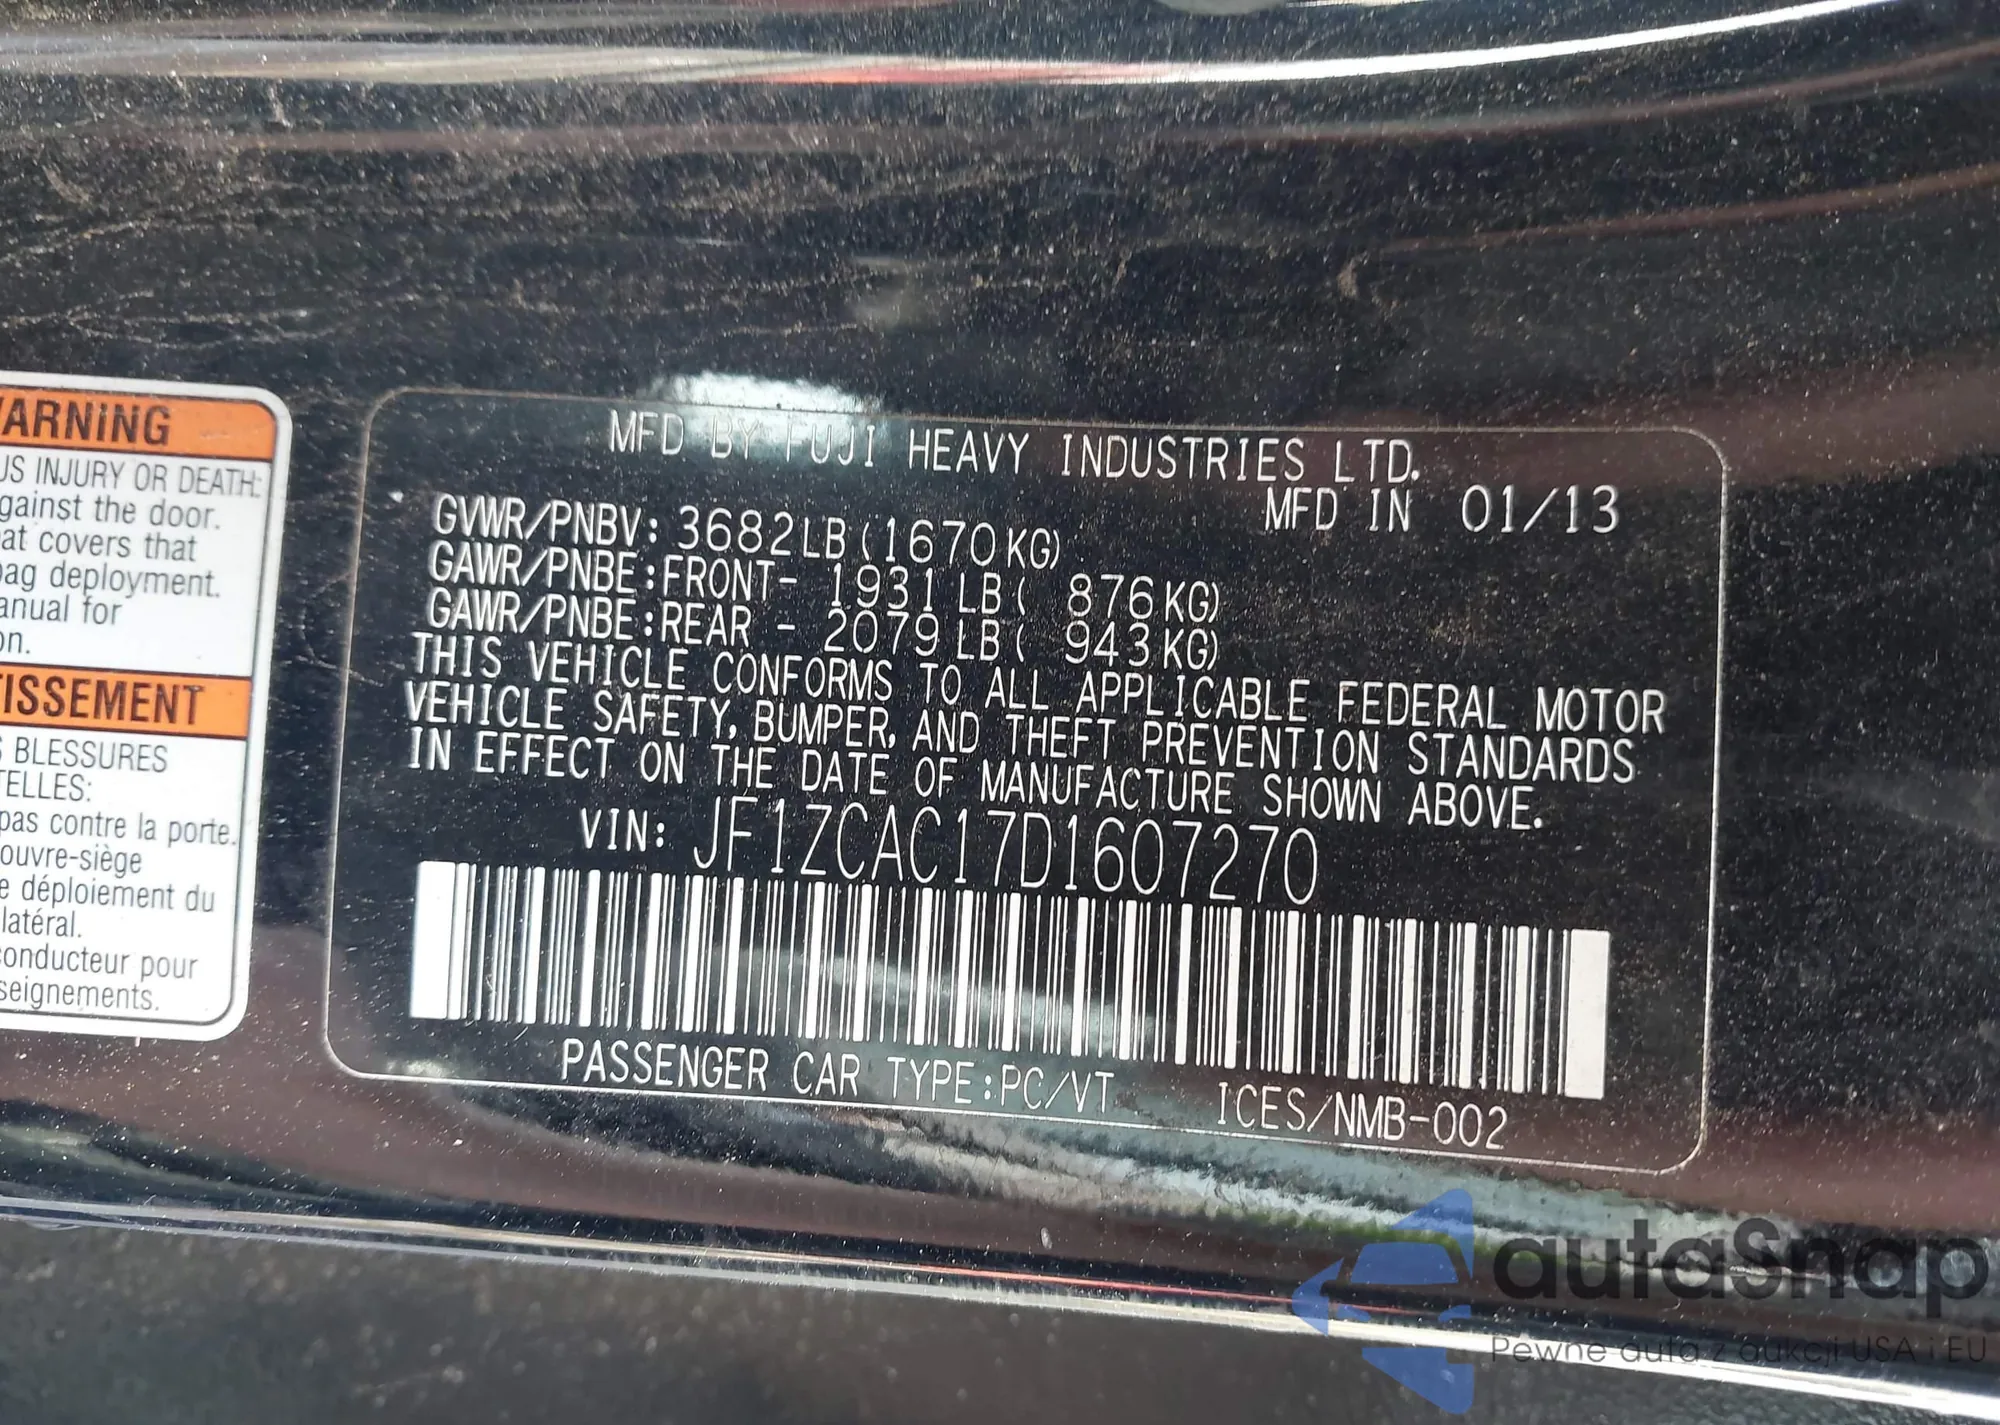 WARNING
US INJURY OR DEATH:
gainst the door.
at covers that
bag deployment.
anual for
on.
TISSEMENT
S BLESSURES
TELLES:
pas contre la porte.
ouvre-siège
e déploiement du
latéral.
conducteur pour
seignements.
MFD BY FUJI HEAVY INDUSTRIES LTD.
MFD IN 01/13
GVWR/PNBV: 3682LB (1670KG)
GAWR/PNBE:FRONT- 1931 LB ( 876KG)
GAWR/PNBE:REAR - 2079 LB ( 943KG)
THIS VEHICLE CONFORMS TO ALL APPLICABLE FEDERAL MOTOR
VEHICLE SAFETY, BUMPER, AND THEFT PREVENTION STANDARDS
IN EFFECT ON THE DATE OF MANUFACTURE SHOWN ABOVE.
VIN: JF1ZCAC17D1607270
PASSENGER CAR TYPE:PC/VT ICES/NMB-002
autaSnap
Pewne auta z aukcji USA i EU